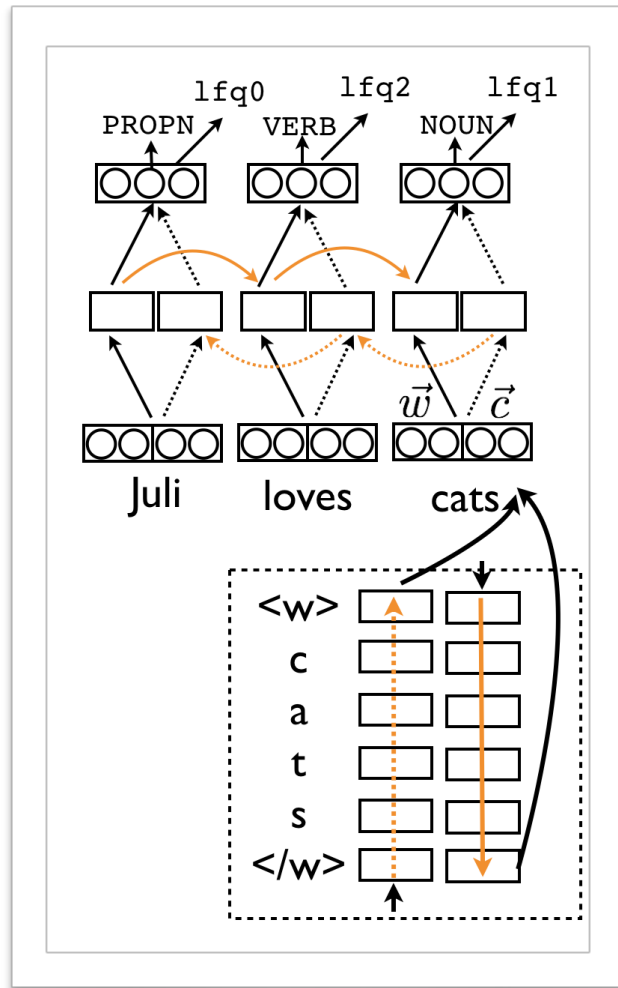 lfq0 lfq2 lfq1
PROPN VERB NOUN
w⃗ c⃗
Juli loves cats
<w>
c
a
t
s
</w>